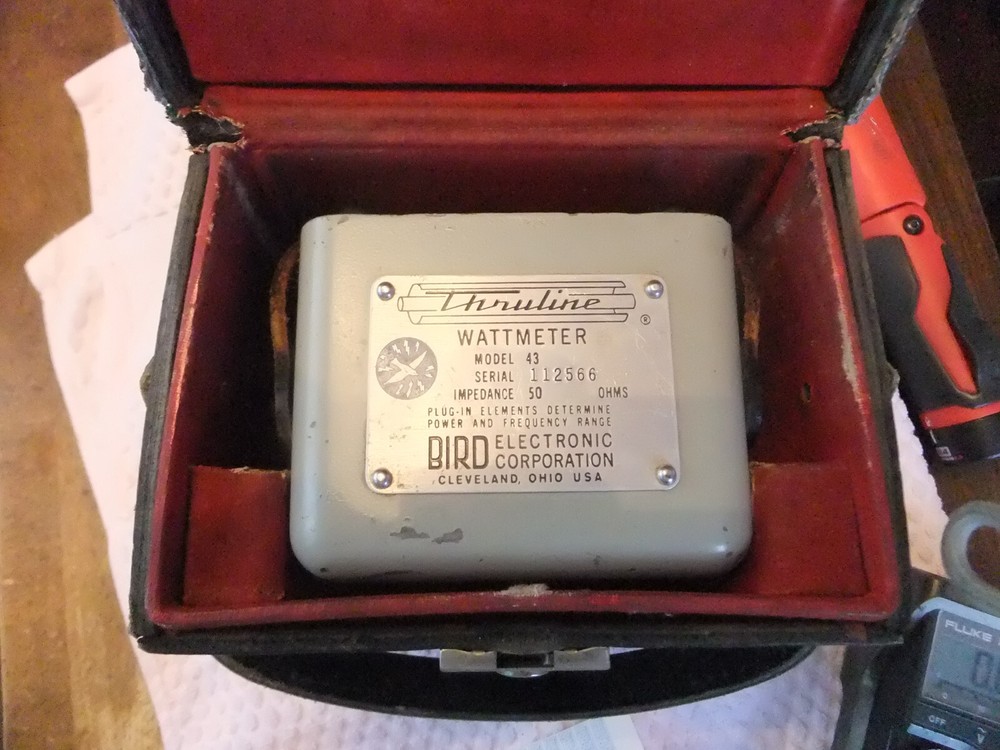 Thruline
®
WATTMETER
MODEL 43
SERIAL 112566
IMPEDANCE 50 OHMS
PLUG-IN ELEMENTS DETERMINE
POWER AND FREQUENCY RANGE
BIRD ELECTRONIC
CORPORATION
CLEVELAND, OHIO USA
FLUKE
OFF
V